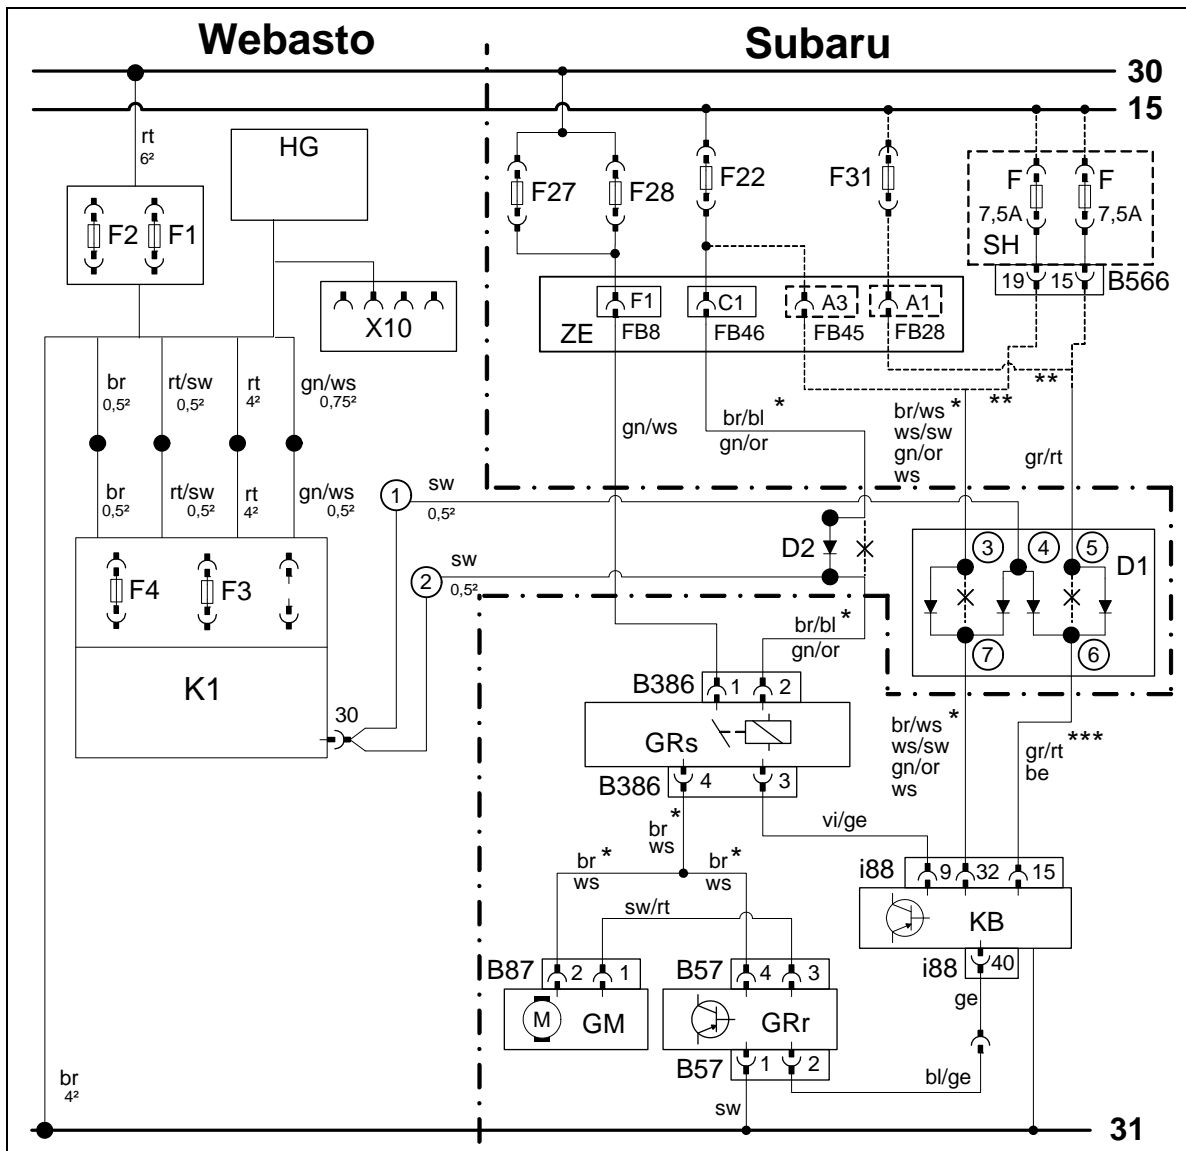 Webasto
Subaru
30
15
rt
6²
HG
F2
F1
X10
F27
F28
F22
F31
F
7,5A
F
7,5A
SH
19
15
B566
F1
C1
A3
A1
ZE
FB8
FB46
FB45
FB28
br
0,5²
rt/sw
0,5²
rt
4²
gn/ws
0,75²
gn/ws
br/bl *
gn/or
br/ws *
ws/sw
gn/or
ws
**
**
gr/rt
br
0,5²
rt/sw
0,5²
rt
4²
gn/ws
0,5²
1
sw
0,5²
2
sw
0,5²
D2
3
4
5
D1
7
6
F4
F3
K1
30
br/bl *
gn/or
B386
1
2
GRs
B386
4
3
br/ws *
ws/sw
gn/or
ws
gr/rt ***
be
br *
ws
vi/ge
br *
ws
br *
ws
sw/rt
i88
9
32
15
KB
i88
40
B87
2
1
M
GM
B57
4
3
GRr
B57
1
2
ge
bl/ge
sw
br
4²
31